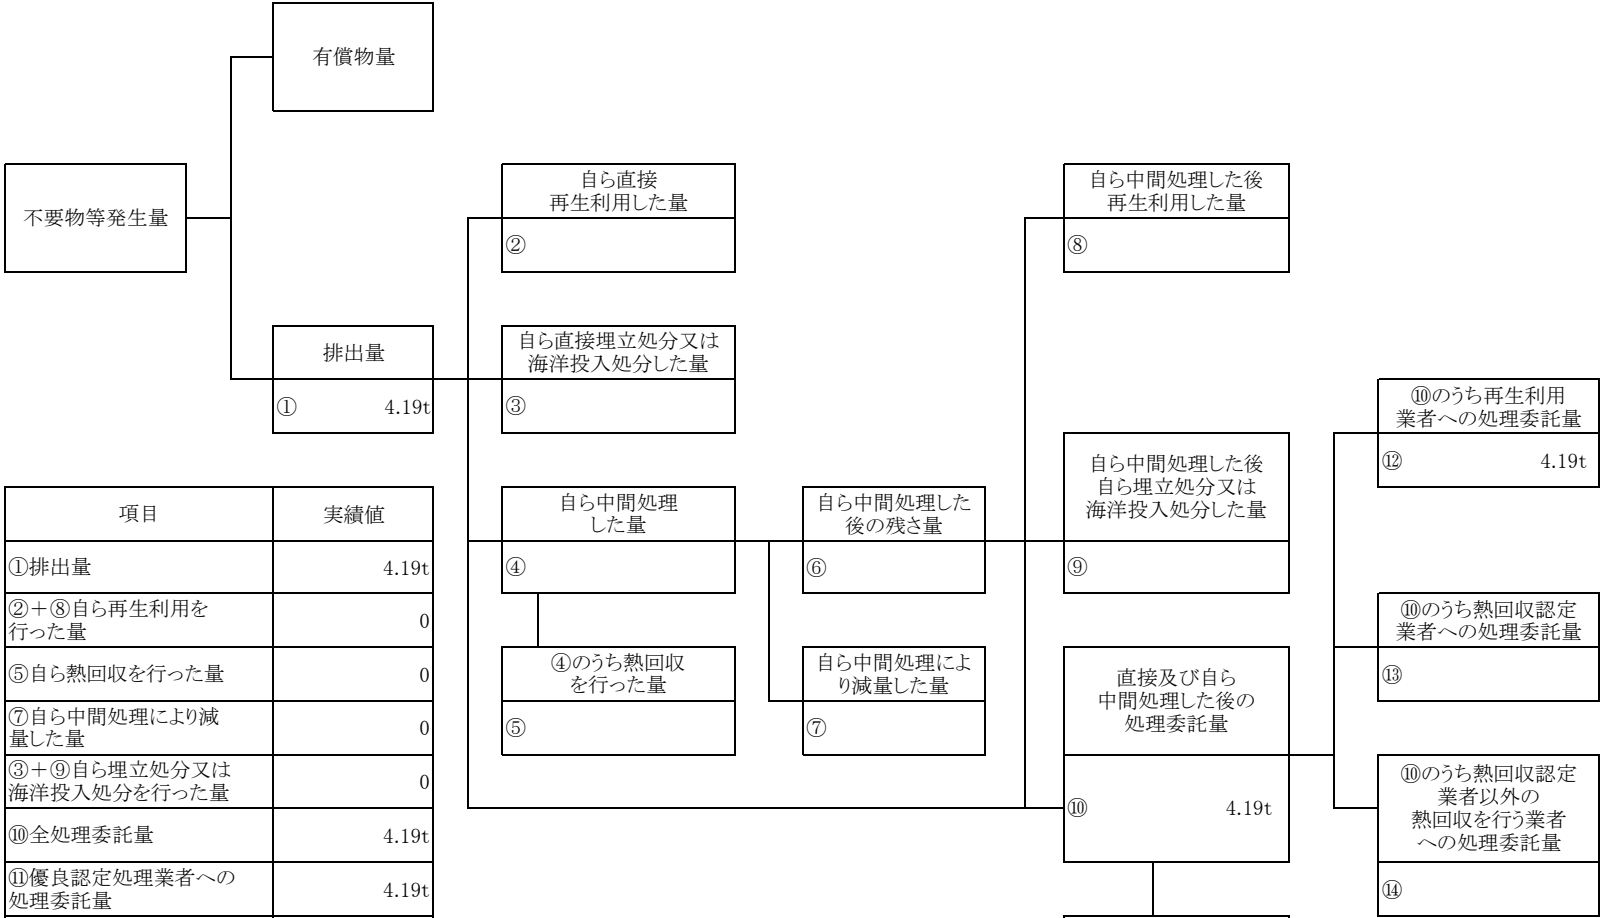 有償物量
不要物等発生量
自ら直接
再生利用した量
②
自ら中間処理した後
再生利用した量
⑧
排出量
① 4.19t
自ら直接埋立処分又は
海洋投入処分した量
③
⑩のうち再生利用
業者への処理委託量
⑫ 4.19t
自ら中間処理
した量
④
自ら中間処理した
後の残さ量
⑥
自ら中間処理した後
自ら埋立処分又は
海洋投入処分した量
⑨
⑩のうち熱回収認定
業者への処理委託量
⑬
④のうち熱回収
を行った量
⑤
自ら中間処理によ
り減量した量
⑦
直接及び自ら
中間処理した後の
処理委託量
⑩ 4.19t
⑩のうち熱回収認定
業者以外の
熱回収を行う業者
への処理委託量
⑭
項目 実績値
①排出量 4.19t
②+⑧自ら再生利用を
行った量 0
⑤自ら熱回収を行った量 0
⑦自ら中間処理により減
量した量 0
③+⑨自ら埋立処分又は
海洋投入処分を行った量 0
⑩全処理委託量 4.19t
⑪優良認定処理業者への
処理委託量 4.19t